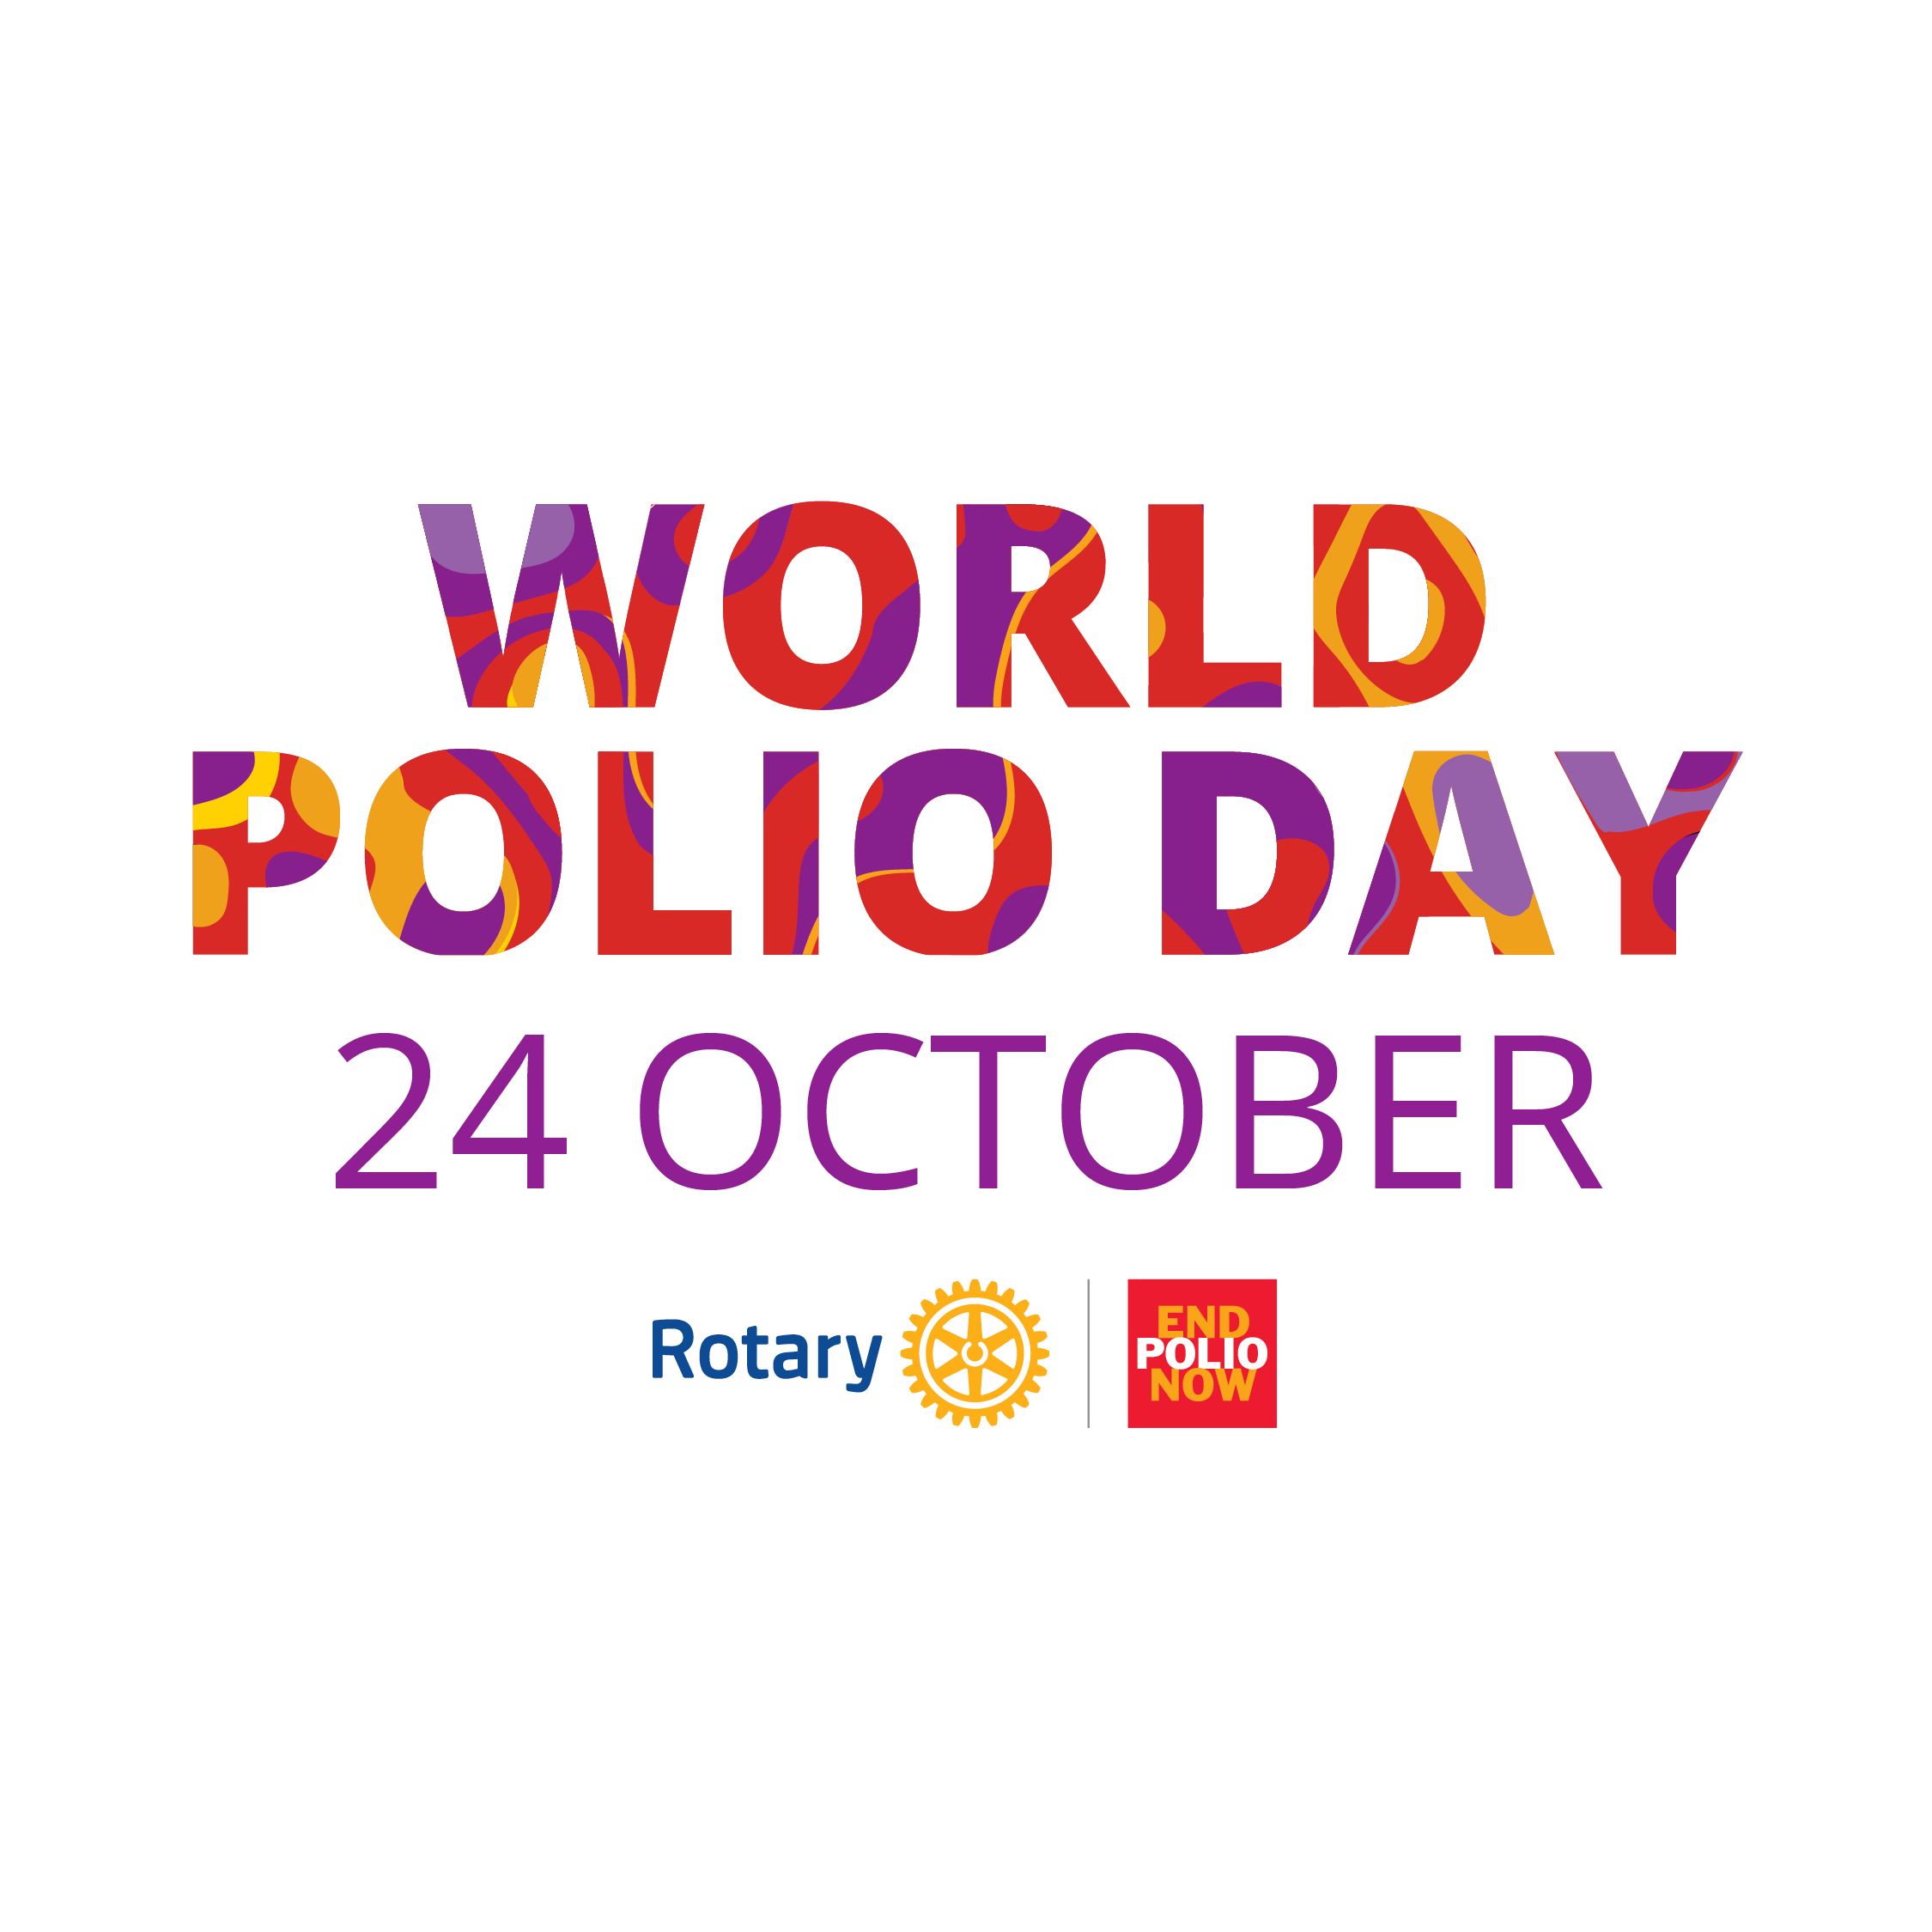 WORLD
POLIO DAY
24 OCTOBER
Rotary
END
POLIO
NOW